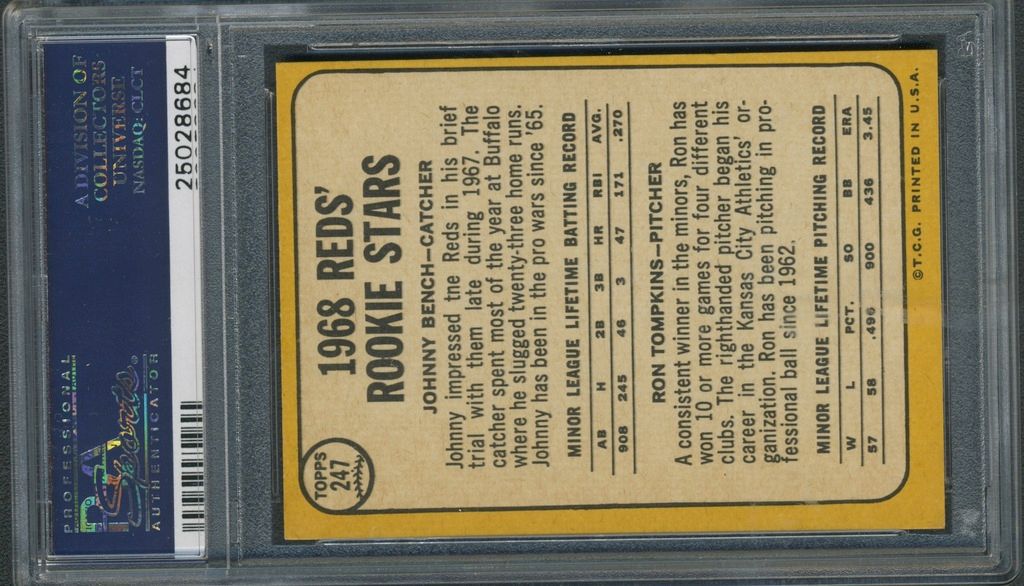 PROFESSIONAL
PSA
Sports
AUTHENTICATOR
A DIVISION OF
COLLECTORS
UNIVERSE
NASDAQ: CLCT
25028684
TOPPS
247
1968 REDS'
ROOKIE STARS
JOHNNY BENCH—CATCHER
Johnny impressed the Reds in his brief
trial with them late during 1967. The
catcher spent most of the year at Buffalo
where he slugged twenty-three home runs.
Johnny has been in the pro wars since '65.
MINOR LEAGUE LIFETIME BATTING RECORD
AB H 2B 3B HR RBI AVG.
908 245 46 3 47 171 .270
RON TOMPKINS—PITCHER
A consistent winner in the minors, Ron has
won 10 or more games for four different
clubs. The righthanded pitcher began his
career in the Kansas City Athletics' or-
ganization. Ron has been pitching in pro-
fessional ball since 1962.
MINOR LEAGUE LIFETIME PITCHING RECORD
W L PCT. SO BB ERA
57 58 .496 900 436 3.45
© T.C.G. PRINTED IN U.S.A.